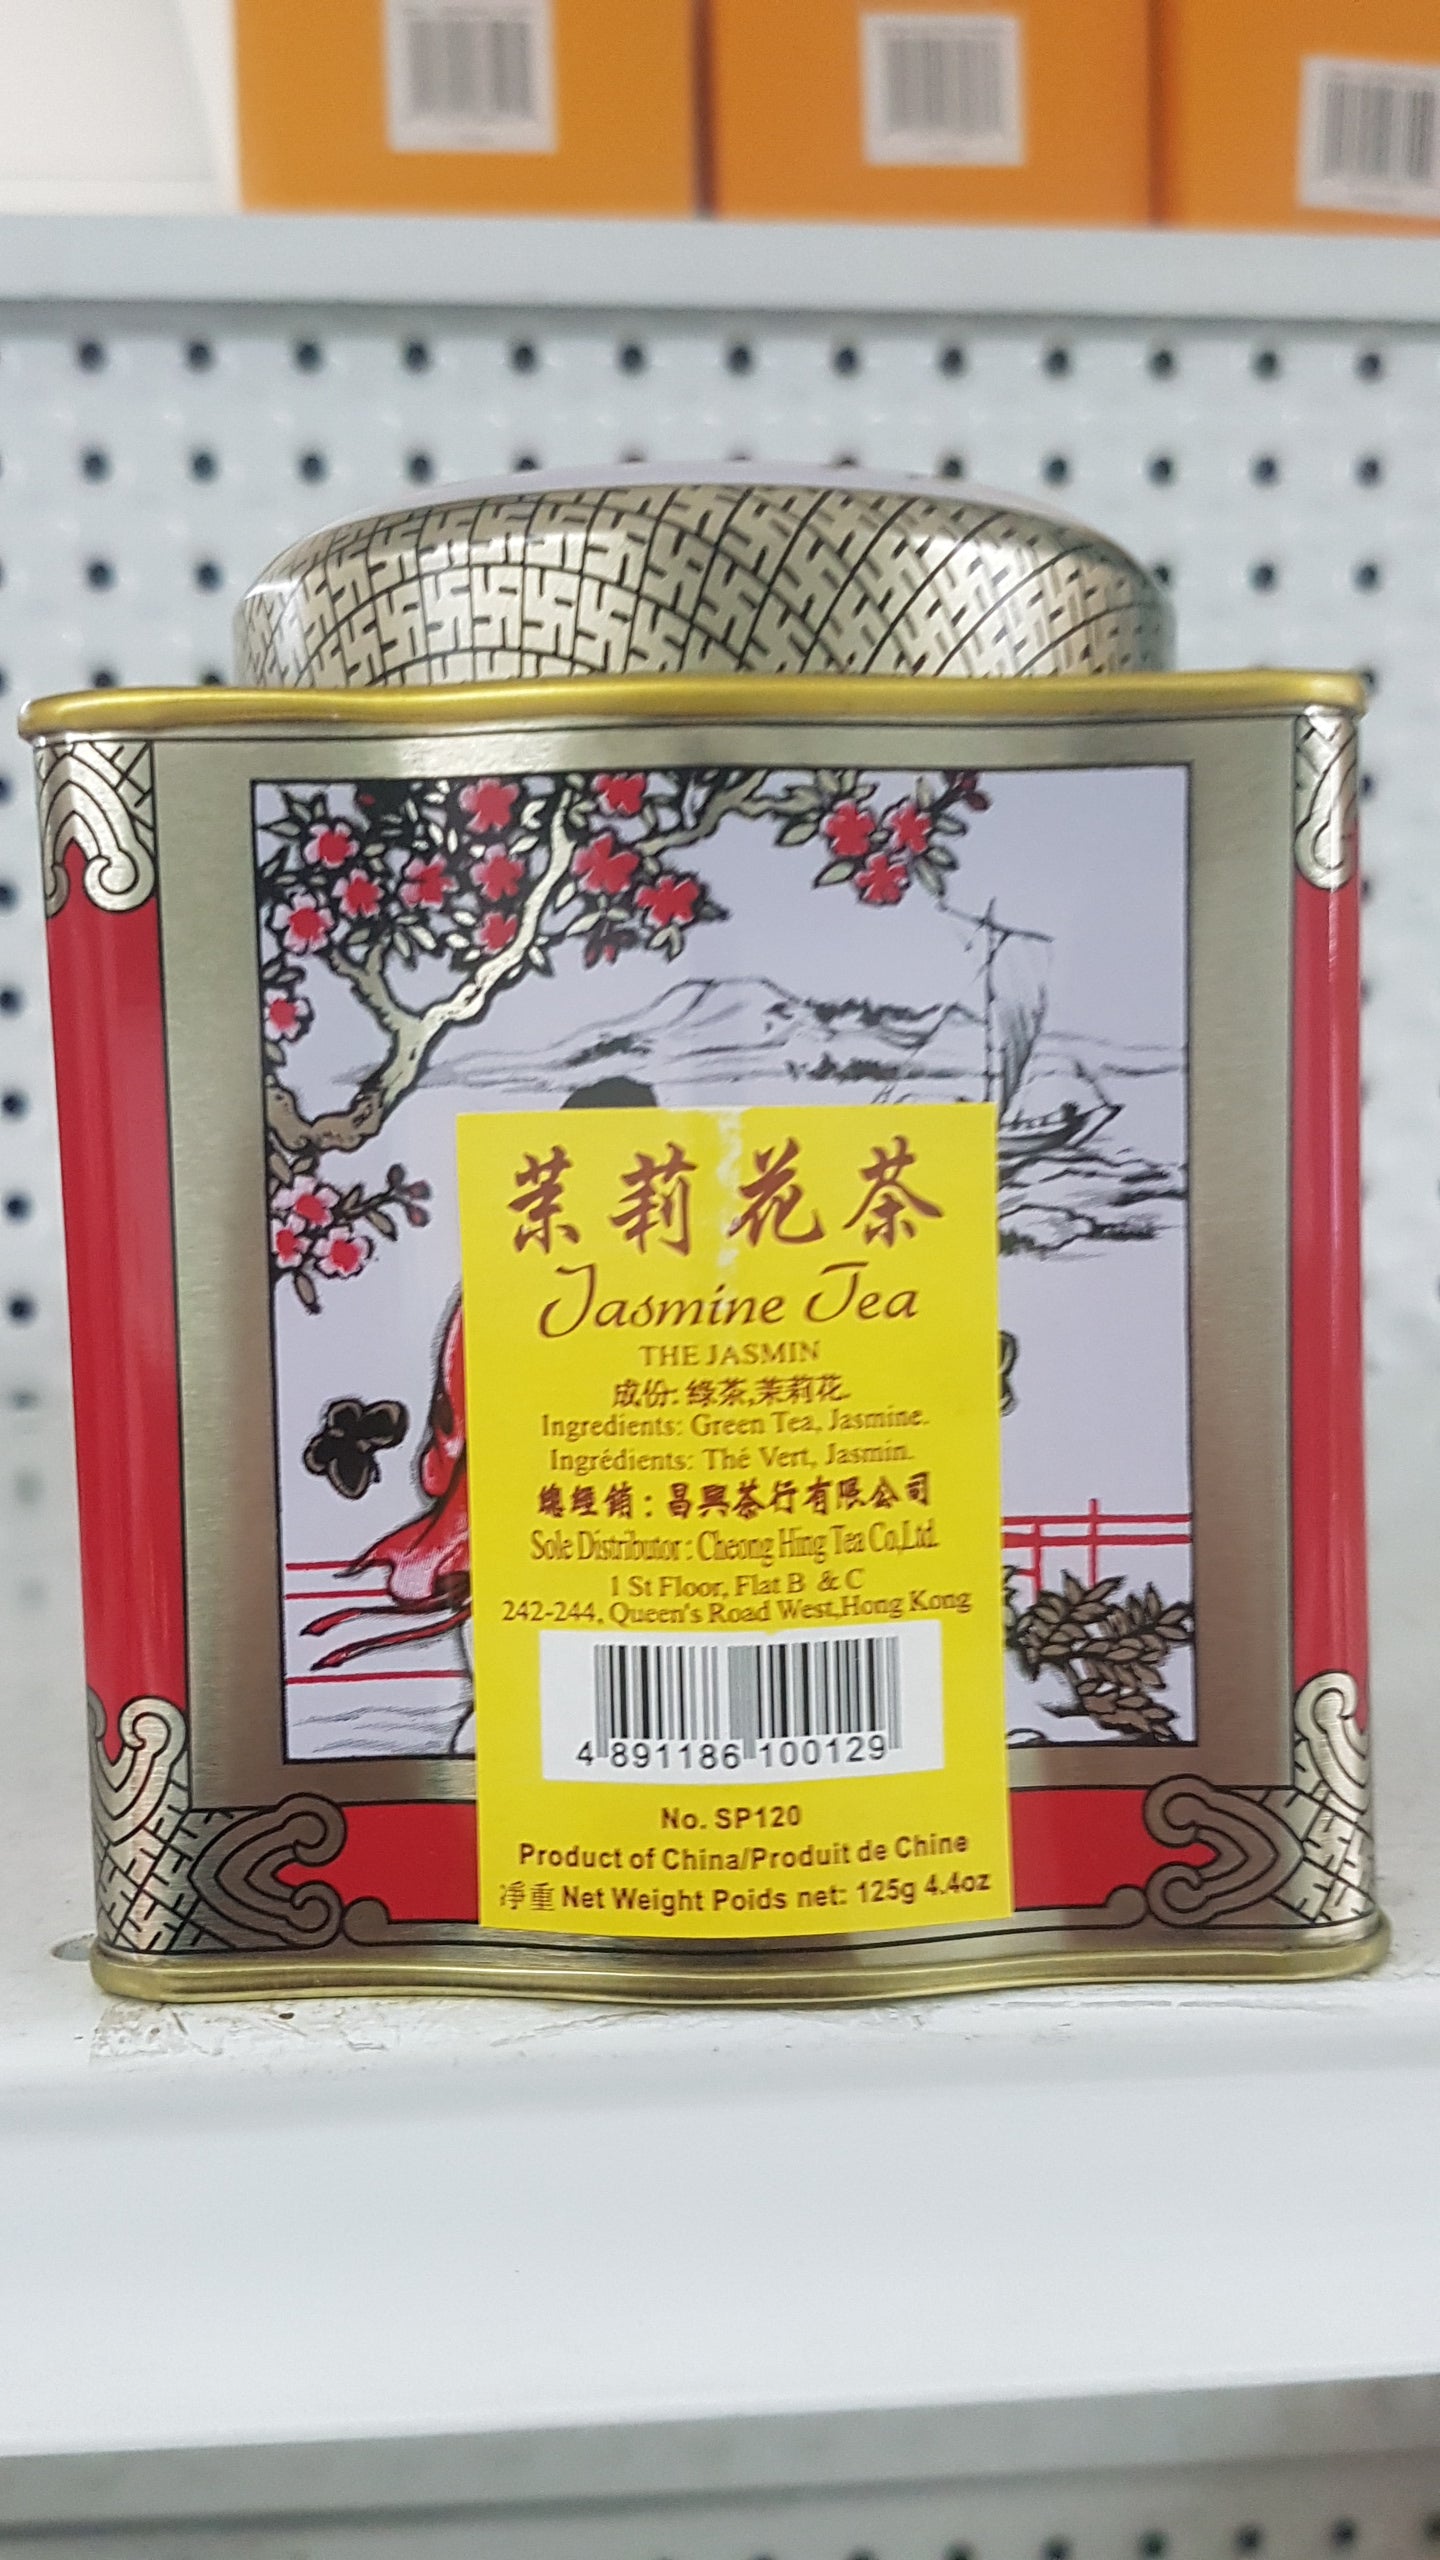 茉莉花茶
Jasmine Tea
THE JASMIN
成份: 綠茶,茉莉花.
Ingredients: Green Tea, Jasmine.
Ingrédients: Thé Vert, Jasmin.
總經銷：昌興茶行有限公司
Sole Distributor : Cheong Hing Tea Co,Ltd.
1 St Floor, Flat B & C
242-244, Queen's Road West,Hong Kong
4 891186 100129
No. SP120
Product of China/Produit de Chine
淨重 Net Weight Poids net: 125g 4.4oz